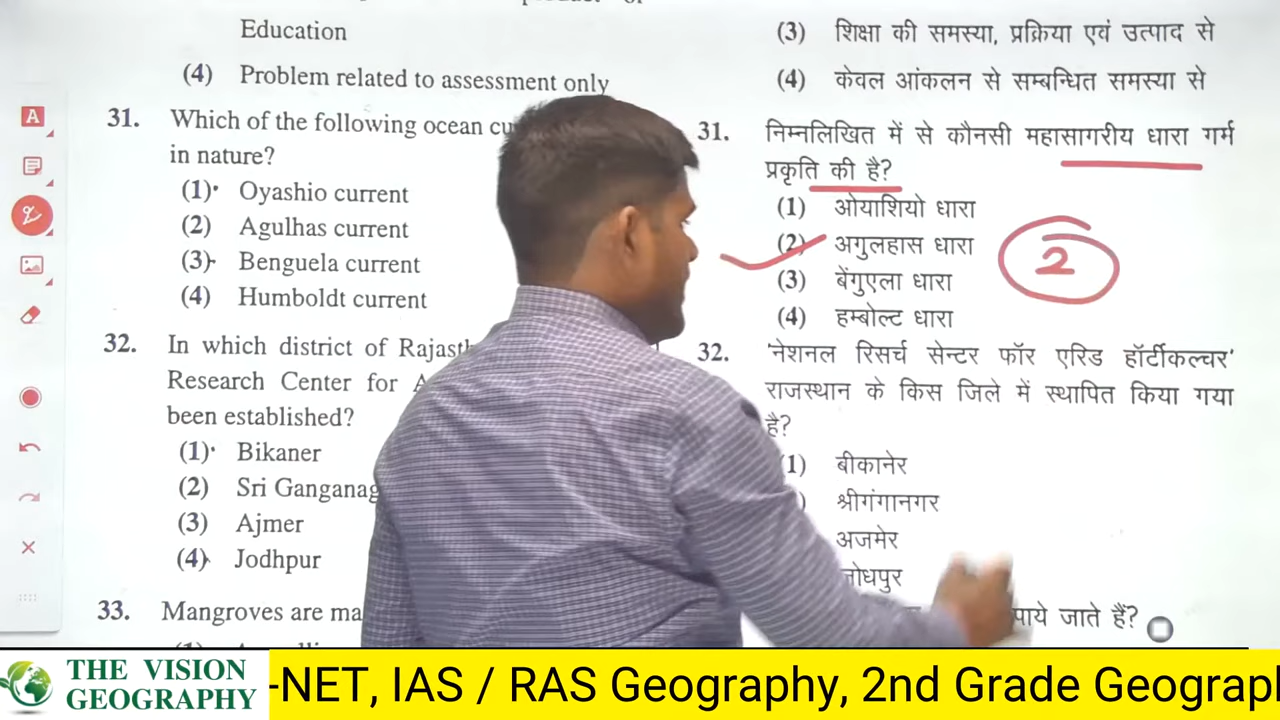 Education
(4) Problem related to assessment only
31. Which of the following ocean
in nature?
(1) Oyashio current
(2) Agulhas current
(3) Benguela current
(4) Humboldt current
32. In which district of
Research Center for
been established?
(1) Bikaner
(2) Sri
(3) Ajmer
(4) Jodhpur
33. Mangroves are
(3) शिक्षा की समस्या, प्रक्रिया एवं उत्पाद से
(4) केवल आंकलन से सम्बन्धित समस्या से
31. निम्नलिखित में से कौनसी महासागरीय धारा गर्म
प्रकृति की है?
(1) ओयाशियो धारा
(2) अगुलहास धारा
(3) बेंगुएला धारा
(4) हम्बोल्ट धारा
2
32. 'नेशनल रिसर्च सेन्टर फॉर एरिड हॉर्टीकल्चर'
राजस्थान के किस जिले में स्थापित किया गया
है?
(1) बीकानेर
श्रीगंगानगर
अजमेर
जोधपुर
पाये जाते हैं?
THE VISION
GEOGRAPHY
-NET, IAS / RAS Geography, 2nd Grade